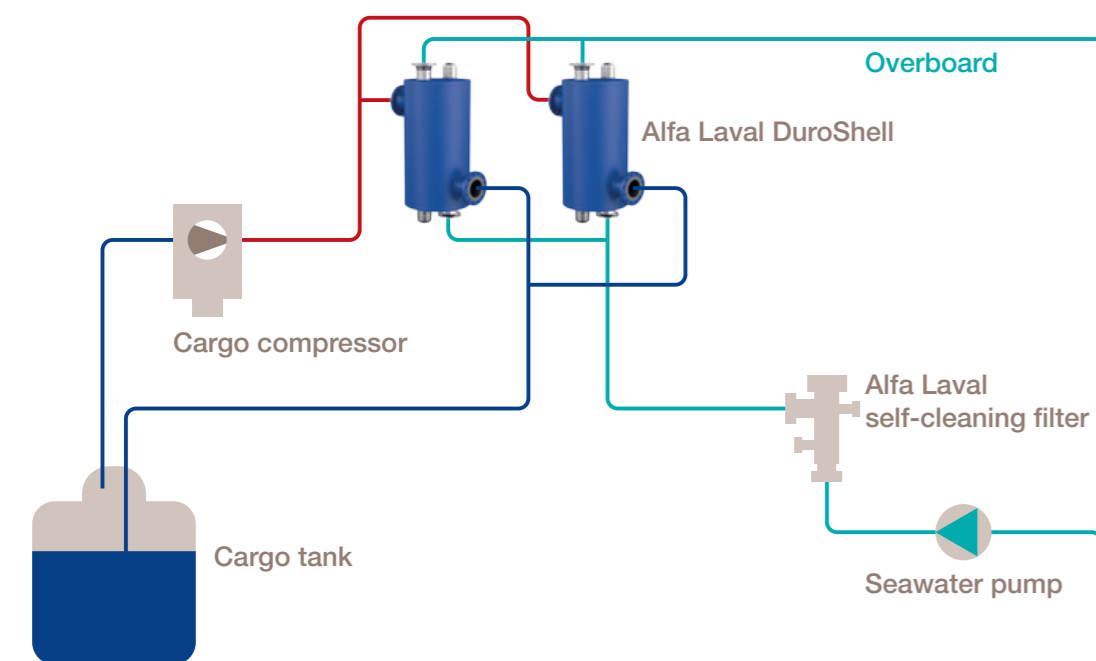 Overboard
Alfa Laval DuroShell
Cargo compressor
Alfa Laval
self-cleaning filter
Cargo tank
Seawater pump